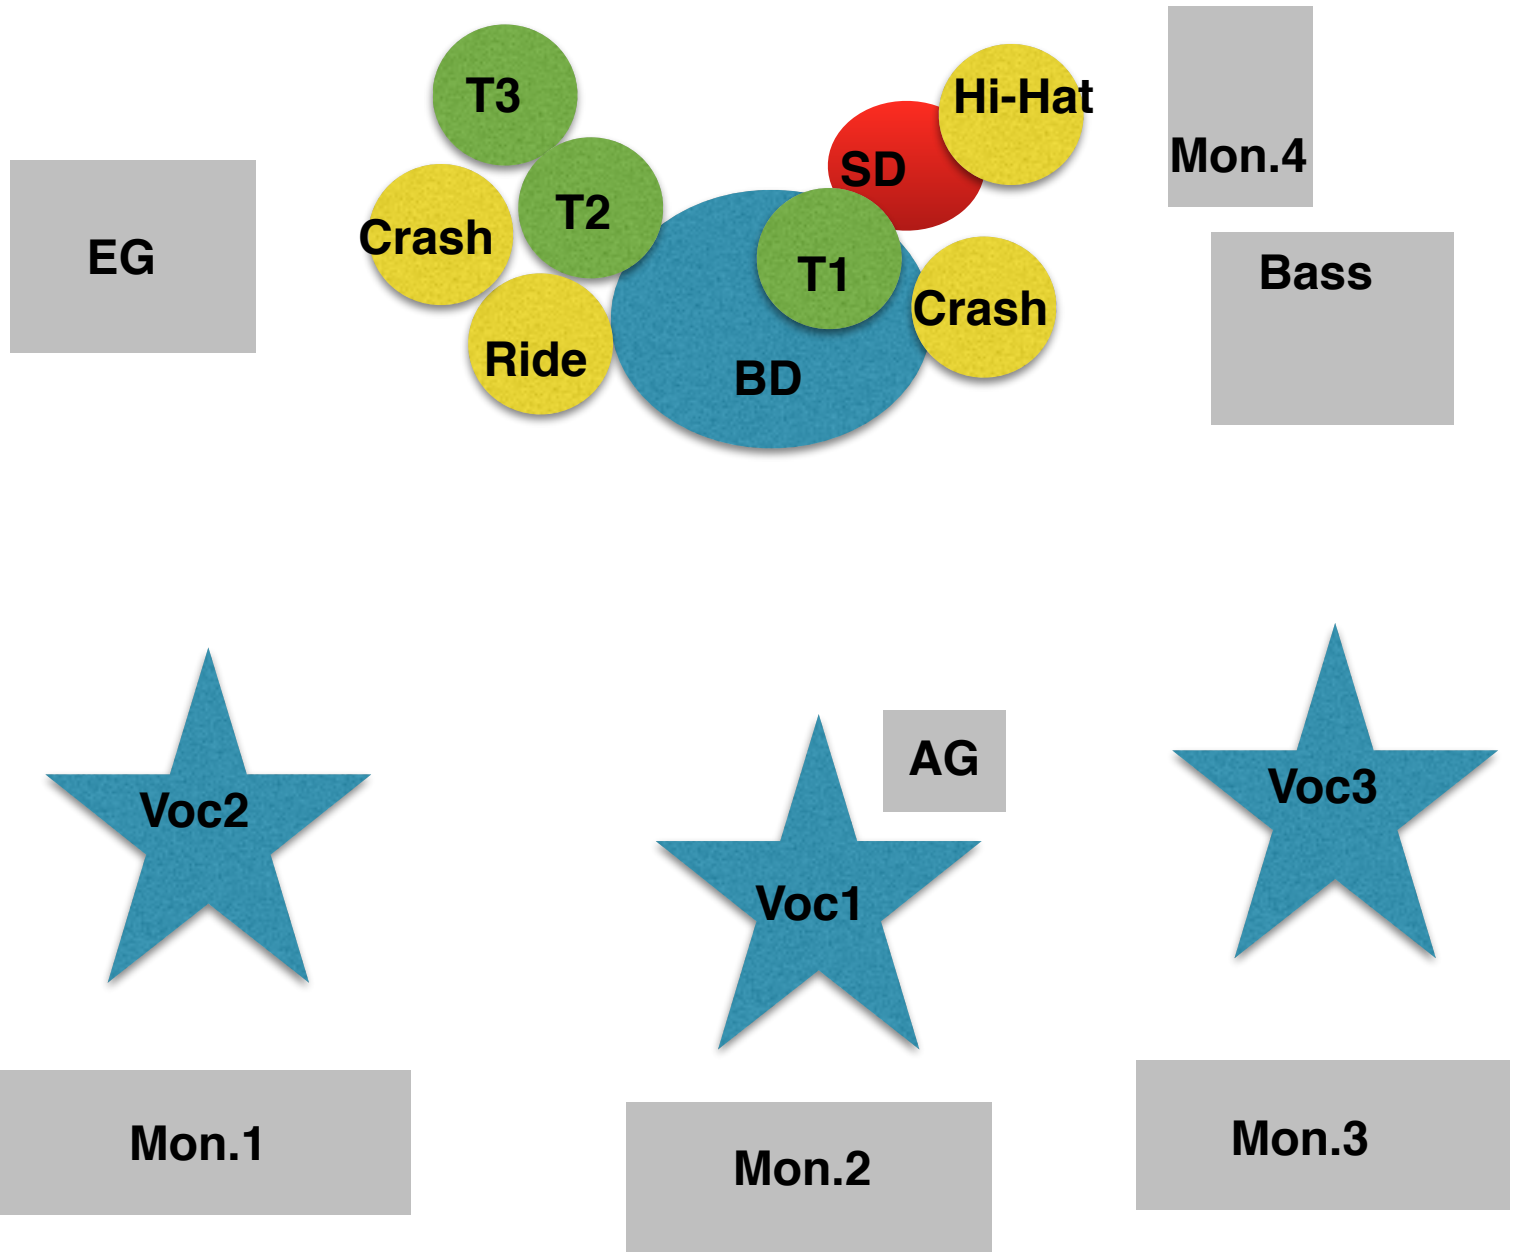 T3
Hi-Hat
Mon.4
SD
T2
Crash
EG
T1
Bass
Crash
Ride
BD
AG
Voc3
Voc2
Voc1
Mon.1
Mon.3
Mon.2